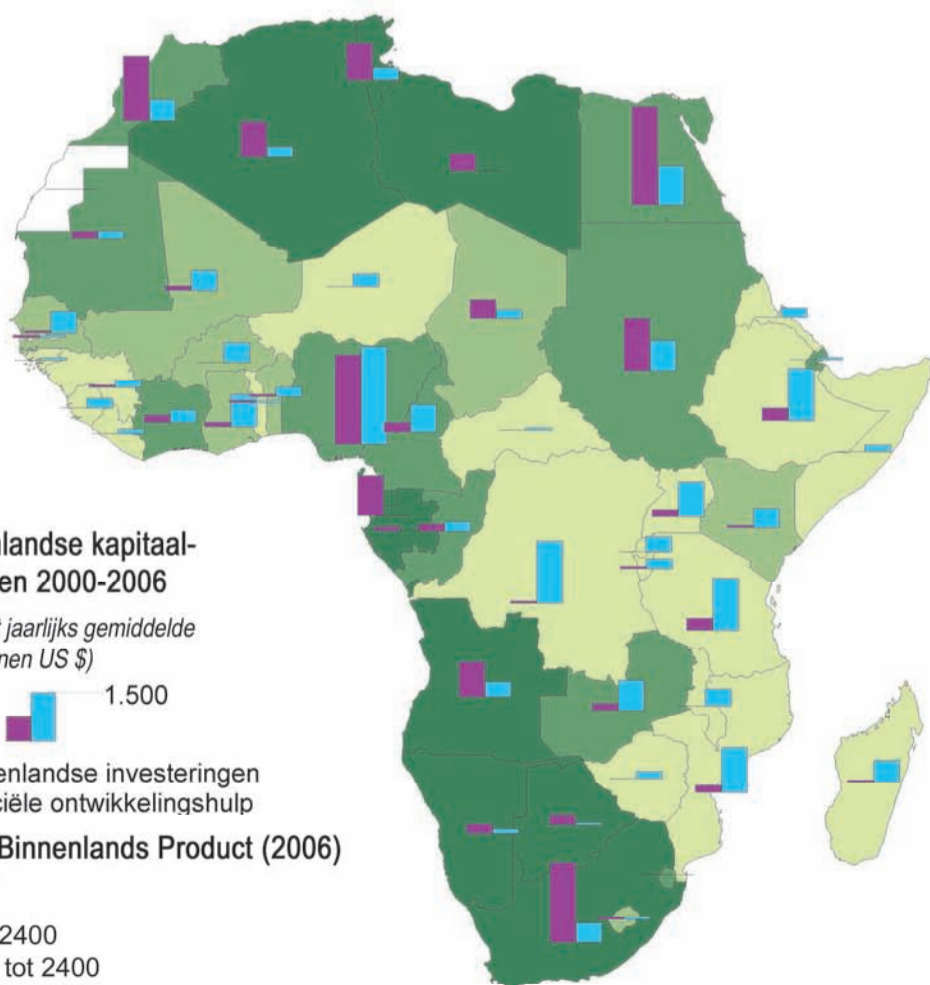 nlandse kapitaal-
en 2000-2006
t jaarlijks gemiddelde
nen US $)
1.500
enlandse investeringen
ciële ontwikkelingshulp
Binnenlands Product (2006)
2400
tot 2400